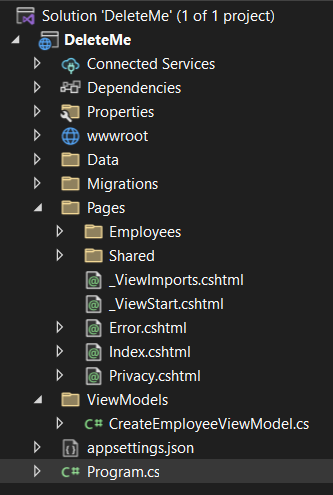 Solution 'DeleteMe' (1 of 1 project)
DeleteMe
Connected Services
Dependencies
Properties
wwwroot
Data
Migrations
Pages
Employees
Shared
_ViewImports.cshtml
_ViewStart.cshtml
Error.cshtml
Index.cshtml
Privacy.cshtml
ViewModels
C# CreateEmployeeViewModel.cs
appsettings.json
C# Program.cs